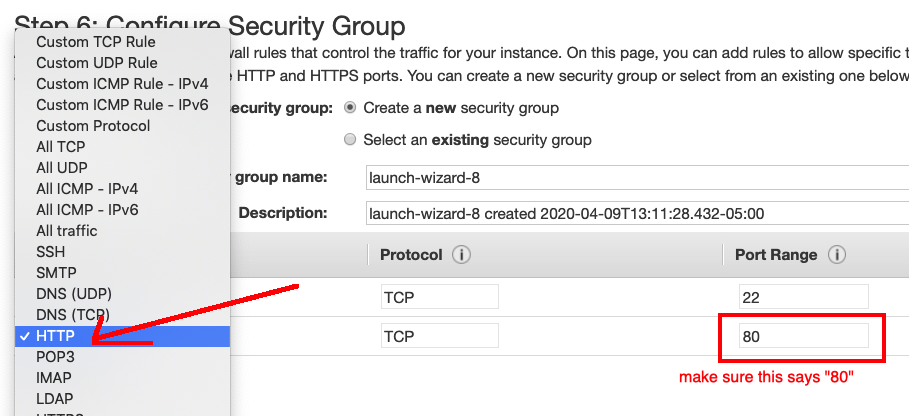 Step 6: Configure Security Group
wall rules that control the traffic for your instance. On this page, you can add rules to allow specific
HTTP and HTTPS ports. You can create a new security group or select from an existing one below
security group:
Create a new security group
Select an existing security group
group name:
launch-wizard-8
Description:
launch-wizard-8 created 2020-04-09T13:11:28.432-05:00
Protocol
Port Range
TCP
22
TCP
80
make sure this says "80"
Custom TCP Rule
Custom UDP Rule
Custom ICMP Rule - IPv4
Custom ICMP Rule - IPv6
Custom Protocol
All TCP
All UDP
All ICMP - IPv4
All ICMP - IPv6
All traffic
SSH
SMTP
DNS (UDP)
DNS (TCP)
✓ HTTP
POP3
IMAP
LDAP